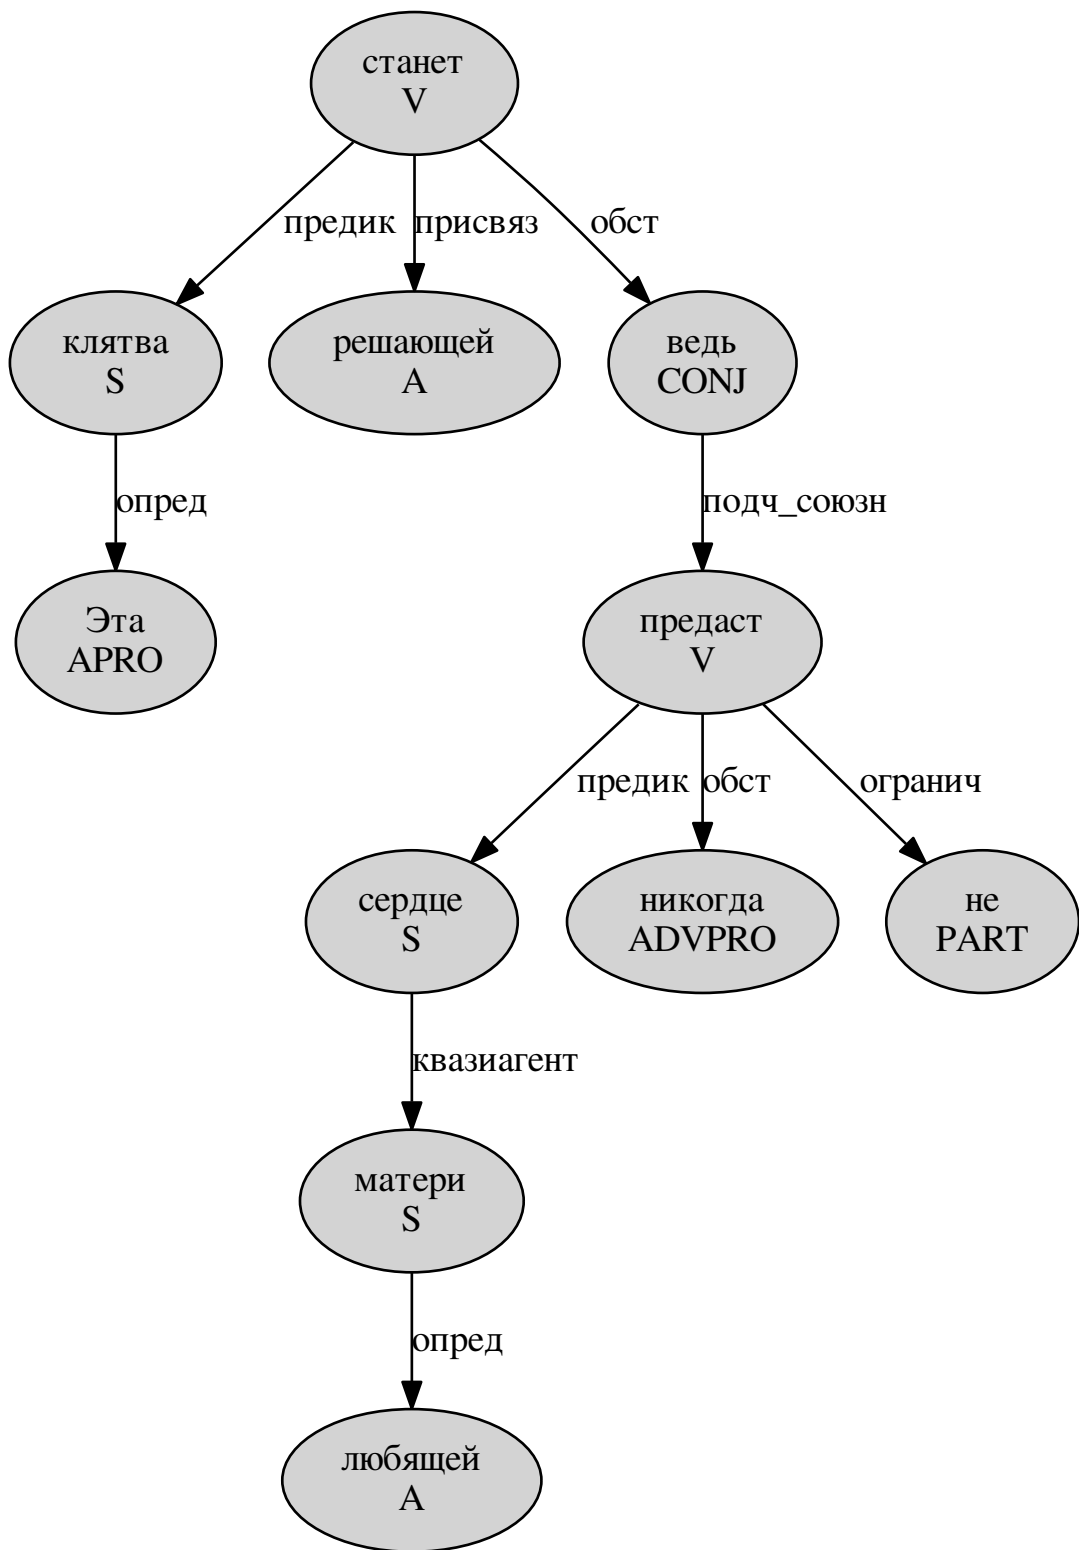 станет
V
предик присвяз обст
клятва
S
решающей
A
ведь
CONJ
опред
подч_союзн
Эта
APRO
предаст
V
предик обст огранич
сердце
S
никогда
ADVPRO
не
PART
квазиагент
матери
S
опред
любящей
A